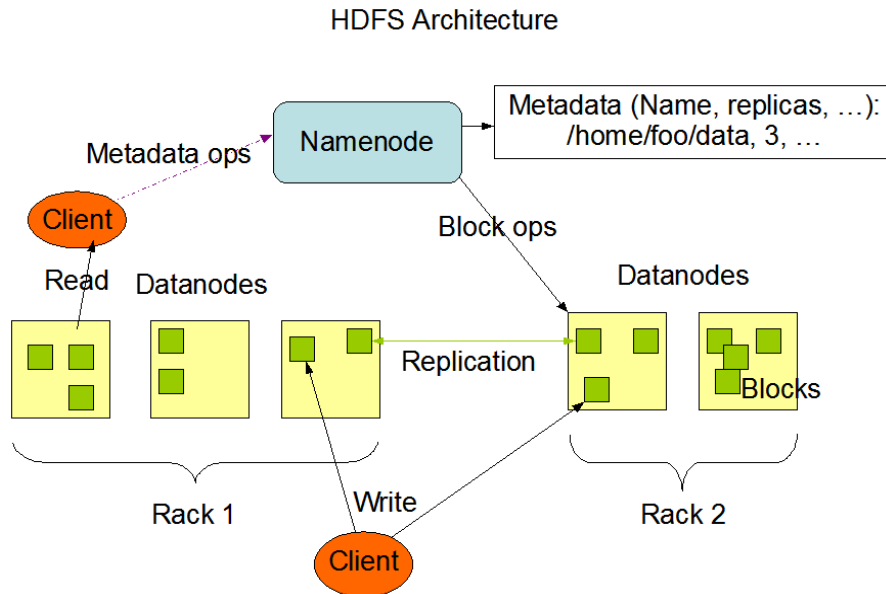 HDFS Architecture
Metadata (Name, replicas, …):
/home/foo/data, 3, …
Namenode
Metadata ops
Client
Block ops
Read
Datanodes
Datanodes
Replication
Blocks
Rack 1
Write
Rack 2
Client